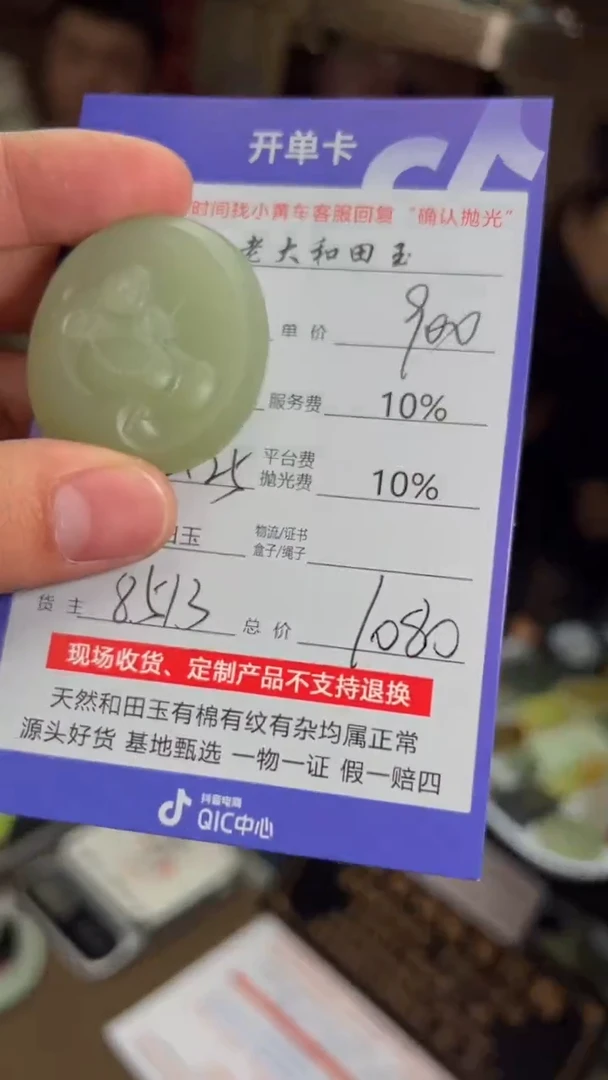 开单卡
时间找小黄车客服回复“确认抛光”
老大和田玉
单价 900
服务费 10%
25 平台费 抛光费 10%
田玉 物流/证书 盒子/绳子
货主 8513 总价 1080
现场收货、定制产品不支持退换
天然和田玉有棉有纹有杂均属正常
源头好货 基地甄选 一物一证 假一赔四
抖音电商
QIC中心